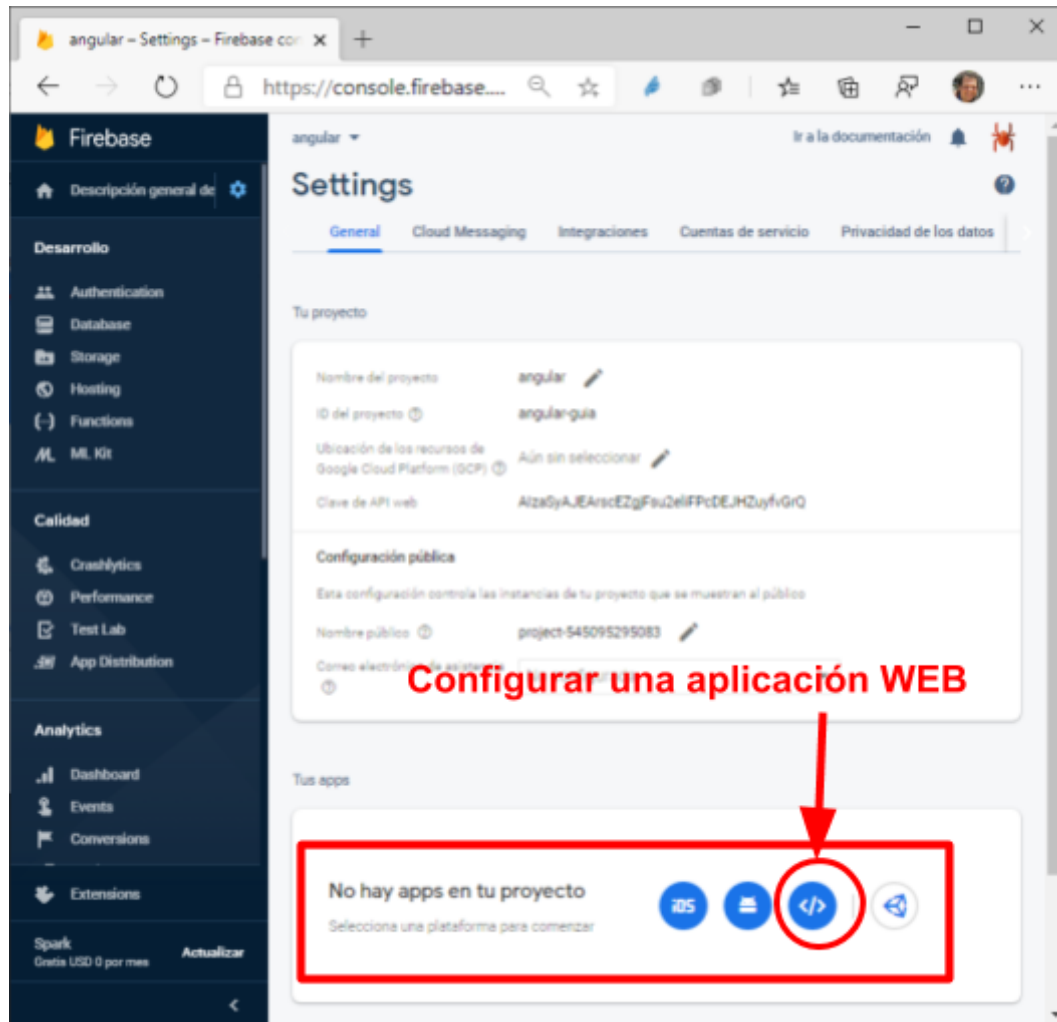 angular – Settings – Firebase con
https://console.firebase....
Firebase
angular
Ir a la documentación
Descripción general de
Settings
General Cloud Messaging Integraciones Cuentas de servicio Privacidad de los datos
Desarrollo
Authentication
Database
Storage
Hosting
Functions
ML Kit
Calidad
Crashlytics
Performance
Test Lab
App Distribution
Analytics
Dashboard
Events
Conversions
Extensions
Spark
Gratis USD 0 por mes
Actualizar
Tu proyecto
Nombre del proyecto angular
ID del proyecto angular-guia
Ubicación de los recursos de
Google Cloud Platform (GCP)
Aún sin seleccionar
Clave de API web
Configuración pública
Esta configuración controla las instancias de tu proyecto que se muestran al público
Nombre público project-545095295083
Correo electrónico de asistencia
Configurar una aplicación WEB
Tus apps
No hay apps en tu proyecto
Selecciona una plataforma para comenzar
iOS